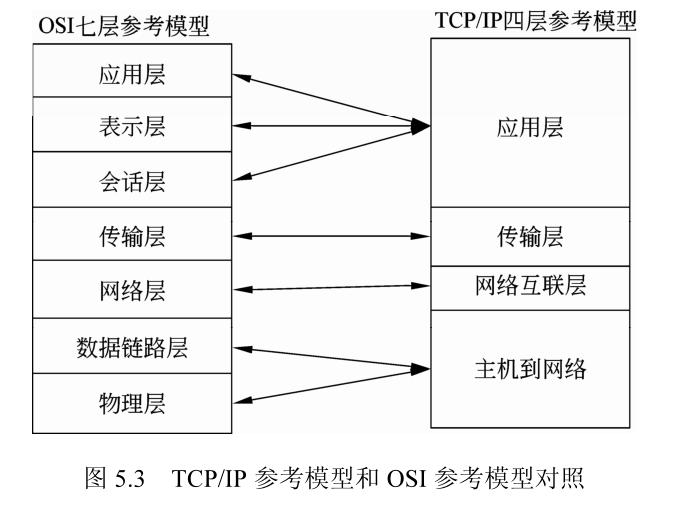 OSI七层参考模型
TCP/IP四层参考模型
应用层
表示层
会话层
传输层
网络层
数据链路层
物理层
应用层
传输层
网络互联层
主机到网络
图 5.3 TCP/IP 参考模型和 OSI 参考模型对照